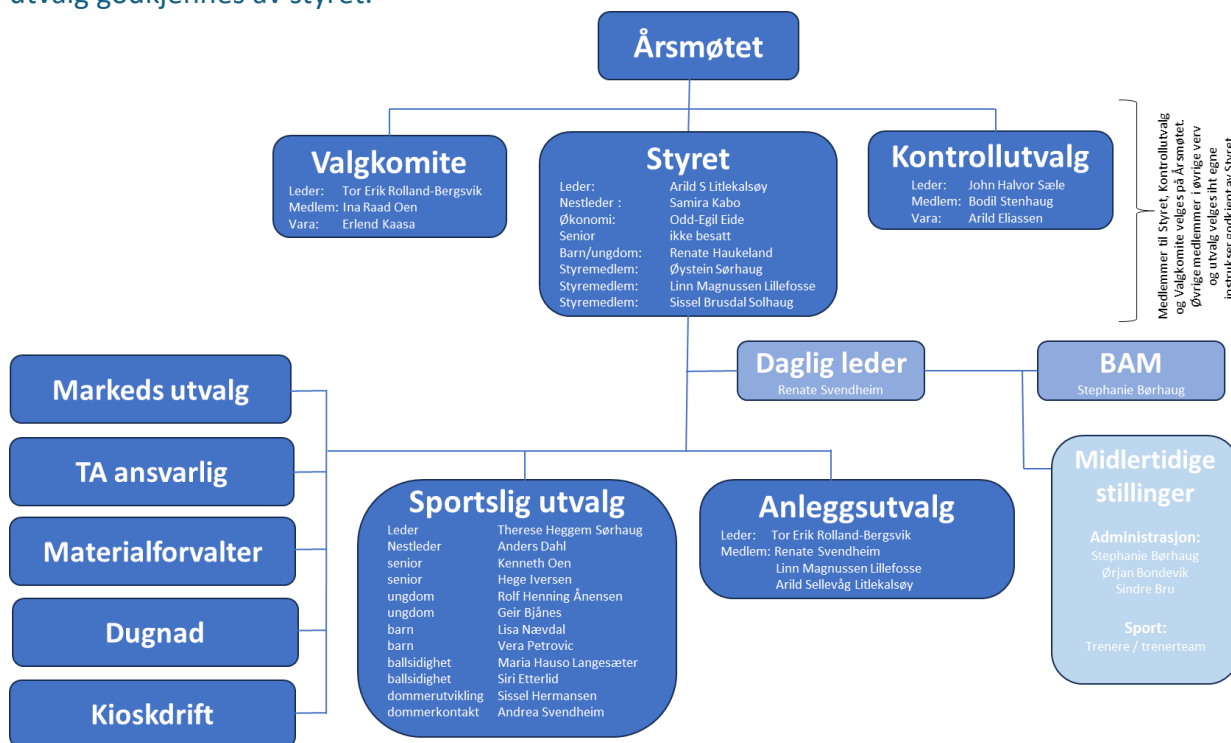 utvalg godkjennes av styret.
Årsmøtet
Valgkomite
Leder: Tor Erik Rolland-Bergsvik
Medlem: Ina Raad Oen
Vara: Erlend Kaasa
Styret
Leder: Arild S Litlekalsøy
Nestleder : Samira Kabo
Økonomi: Odd-Egil Eide
Senior ikke besatt
Barn/ungdom: Renate Haukeland
Styremedlem: Øystein Sørhaug
Styremedlem: Linn Magnussen Lillefosse
Styremedlem: Sissel Brusdal Solhaug
Kontrollutvalg
Leder: John Halvor Sæle
Medlem: Bodil Stenhaug
Vara: Arild Eliassen
Medlemmer til Styret, Kontrollutvalg
og Valgkomite velges på Årsmøtet.
Øvrige medlemmer i øvrige verv
og utvalg velges iht egne
instrukser godkjent av Styret
Daglig leder
Renate Svendheim
BAM
Stephanie Børhaug
Markeds utvalg
TA ansvarlig
Materialforvalter
Dugnad
Kioskdrift
Sportslig utvalg
Leder Therese Heggem Sørhaug
Nestleder Anders Dahl
senior Kenneth Oen
senior Hege Iversen
ungdom Rolf Henning Ånensen
ungdom Geir Bjånes
barn Lisa Nævdal
barn Vera Petrovic
ballsidighet Maria Hauso Langesæter
ballsidighet Siri Etterlid
dommerutvikling Sissel Hermansen
dommerkontakt Andrea Svendheim
Anleggsutvalg
Leder: Tor Erik Rolland-Bergsvik
Medlem: Renate Svendheim
Linn Magnussen Lillefosse
Arild Sellevåg Litlekalsøy
Midlertidige
stillinger
Administrasjon:
Stephanie Børhaug
Ørjan Bondevik
Sindre Bru
Sport:
Trenere / trenerteam